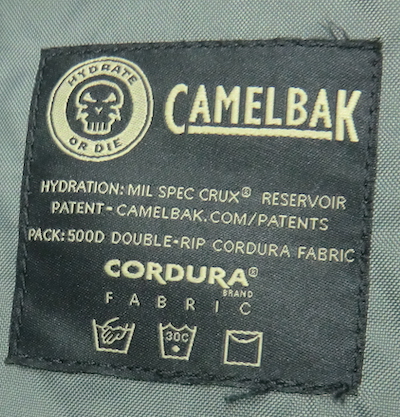 HYDRATE
OR DIE
CAMELBAK
HYDRATION: MIL SPEC CRUX® RESERVOIR
PATENT-CAMELBAK.COM/PATENTS
PACK: 500D DOUBLE-RIP CORDURA FABRIC
CORDURA®
BRAND
FABRIC
30C